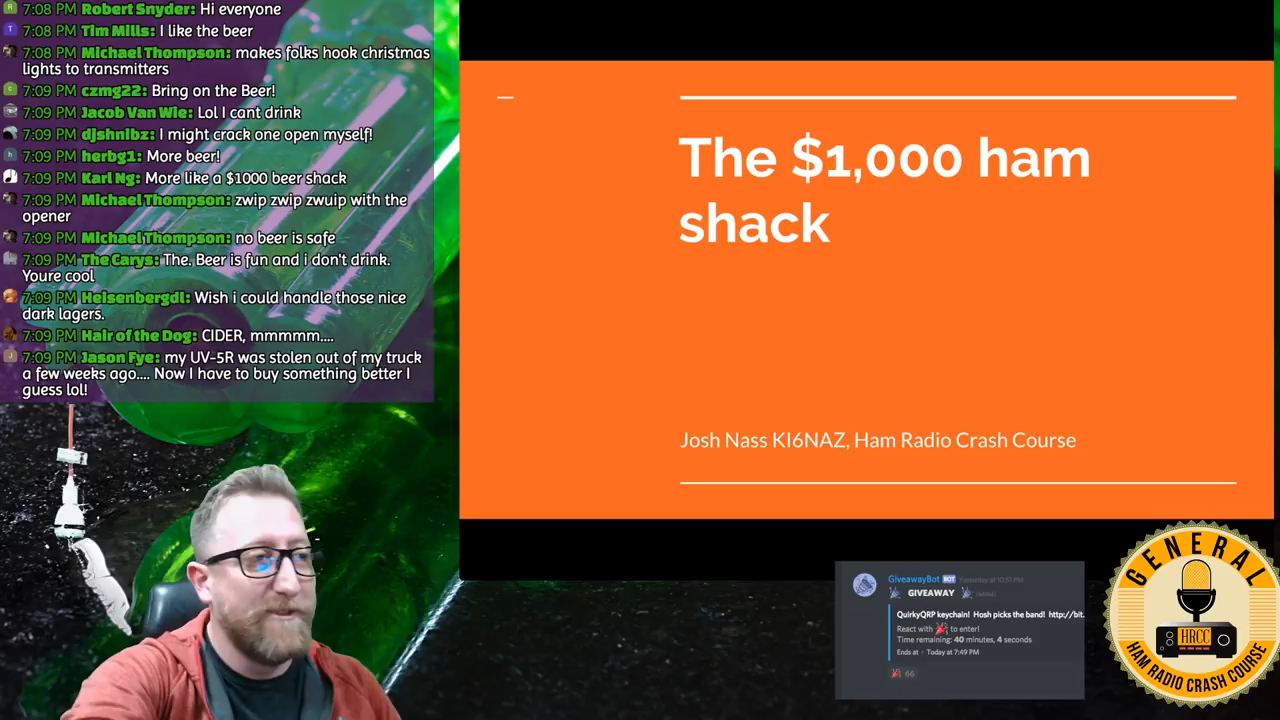 7:08 PM Robert Snyder: Hi everyone
7:08 PM Tim Mills: I like the beer
7:08 PM Michael Thompson: makes folks hook christmas
lights to transmitters
7:09 PM czmg22: Bring on the Beer!
7:09 PM Jacob Van Wie: Lol I cant drink
7:09 PM djshnlbz: I might crack one open myself!
7:09 PM herbg1: More beer!
7:09 PM Karl Ng: More like a $1000 beer shack
7:09 PM Michael Thompson: zwip zwip zwuip with the
opener
7:09 PM Michael Thompson: no beer is safe
7:09 PM The Carys: The. Beer is fun and i don't drink.
Youre cool
7:09 PM Heisenbergdl: Wish i could handle those nice
dark lagers.
7:09 PM Hair of the Dog: CIDER, mmmmm....
7:09 PM Jason Fye: my UV-5R was stolen out of my truck
a few weeks ago.... Now I have to buy something better I
guess lol!
The $1,000 ham
shack
Josh Nass KI6NAZ, Ham Radio Crash Course
GiveawayBot BOT Yesterday at 10:51 PM
GIVEAWAY (edited)
QuirkyQRP keychain! Hosh picks the band! http://bit.
React with to enter!
Time remaining: 40 minutes, 4 seconds
Ends at • Today at 7:49 PM
66
GENERAL
HRCC
HAM RADIO CRASH COURSE